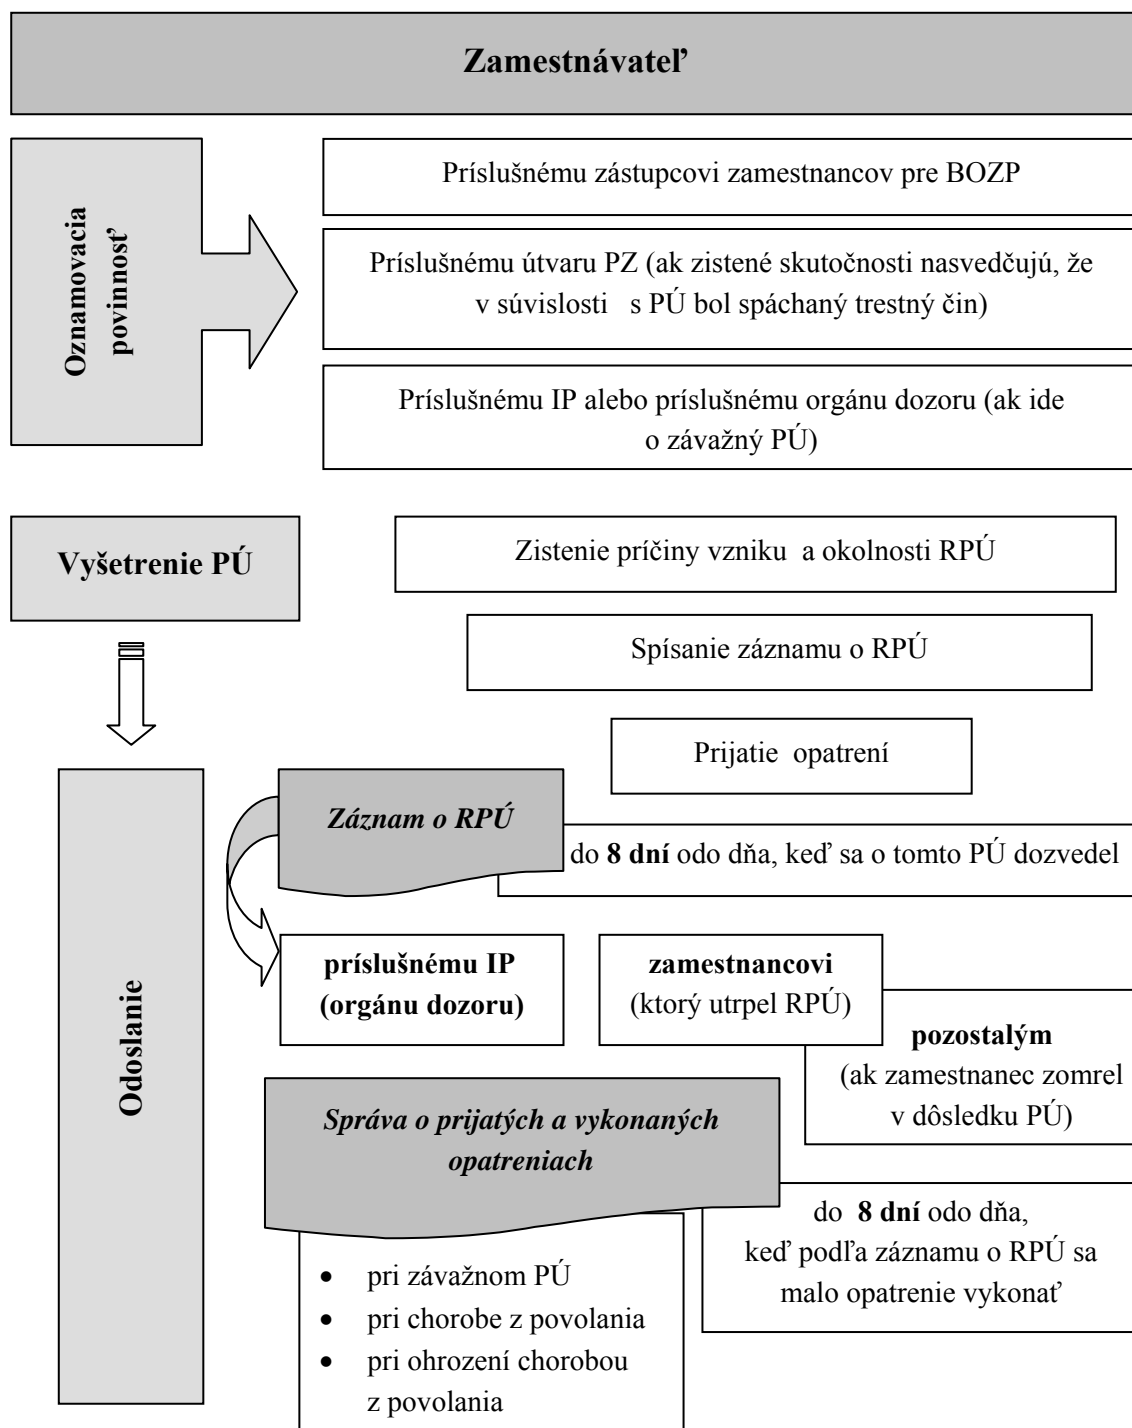 Zamestnávateľ
Oznamovacia
povinnosť
Príslušnému zástupcovi zamestnancov pre BOZP
Príslušnému útvaru PZ (ak zistené skutočnosti nasvedčujú, že
v súvislosti s PÚ bol spáchaný trestný čin)
Príslušnému IP alebo príslušnému orgánu dozoru (ak ide
o závažný PÚ)
Vyšetrenie PÚ
Zistenie príčiny vzniku a okolnosti RPÚ
Spísanie záznamu o RPÚ
Prijatie opatrení
Odoslanie
Záznam o RPÚ
do 8 dní odo dňa, keď sa o tomto PÚ dozvedel
príslušnému IP
(orgánu dozoru)
zamestnancovi
(ktorý utrpel RPÚ)
pozostalým
(ak zamestnanec zomrel
v dôsledku PÚ)
Správa o prijatých a vykonaných
opatreniach
do 8 dní odo dňa,
keď podľa záznamu o RPÚ sa
malo opatrenie vykonať
• pri závažnom PÚ
• pri chorobe z povolania
• pri ohrození chorobou
z povolania